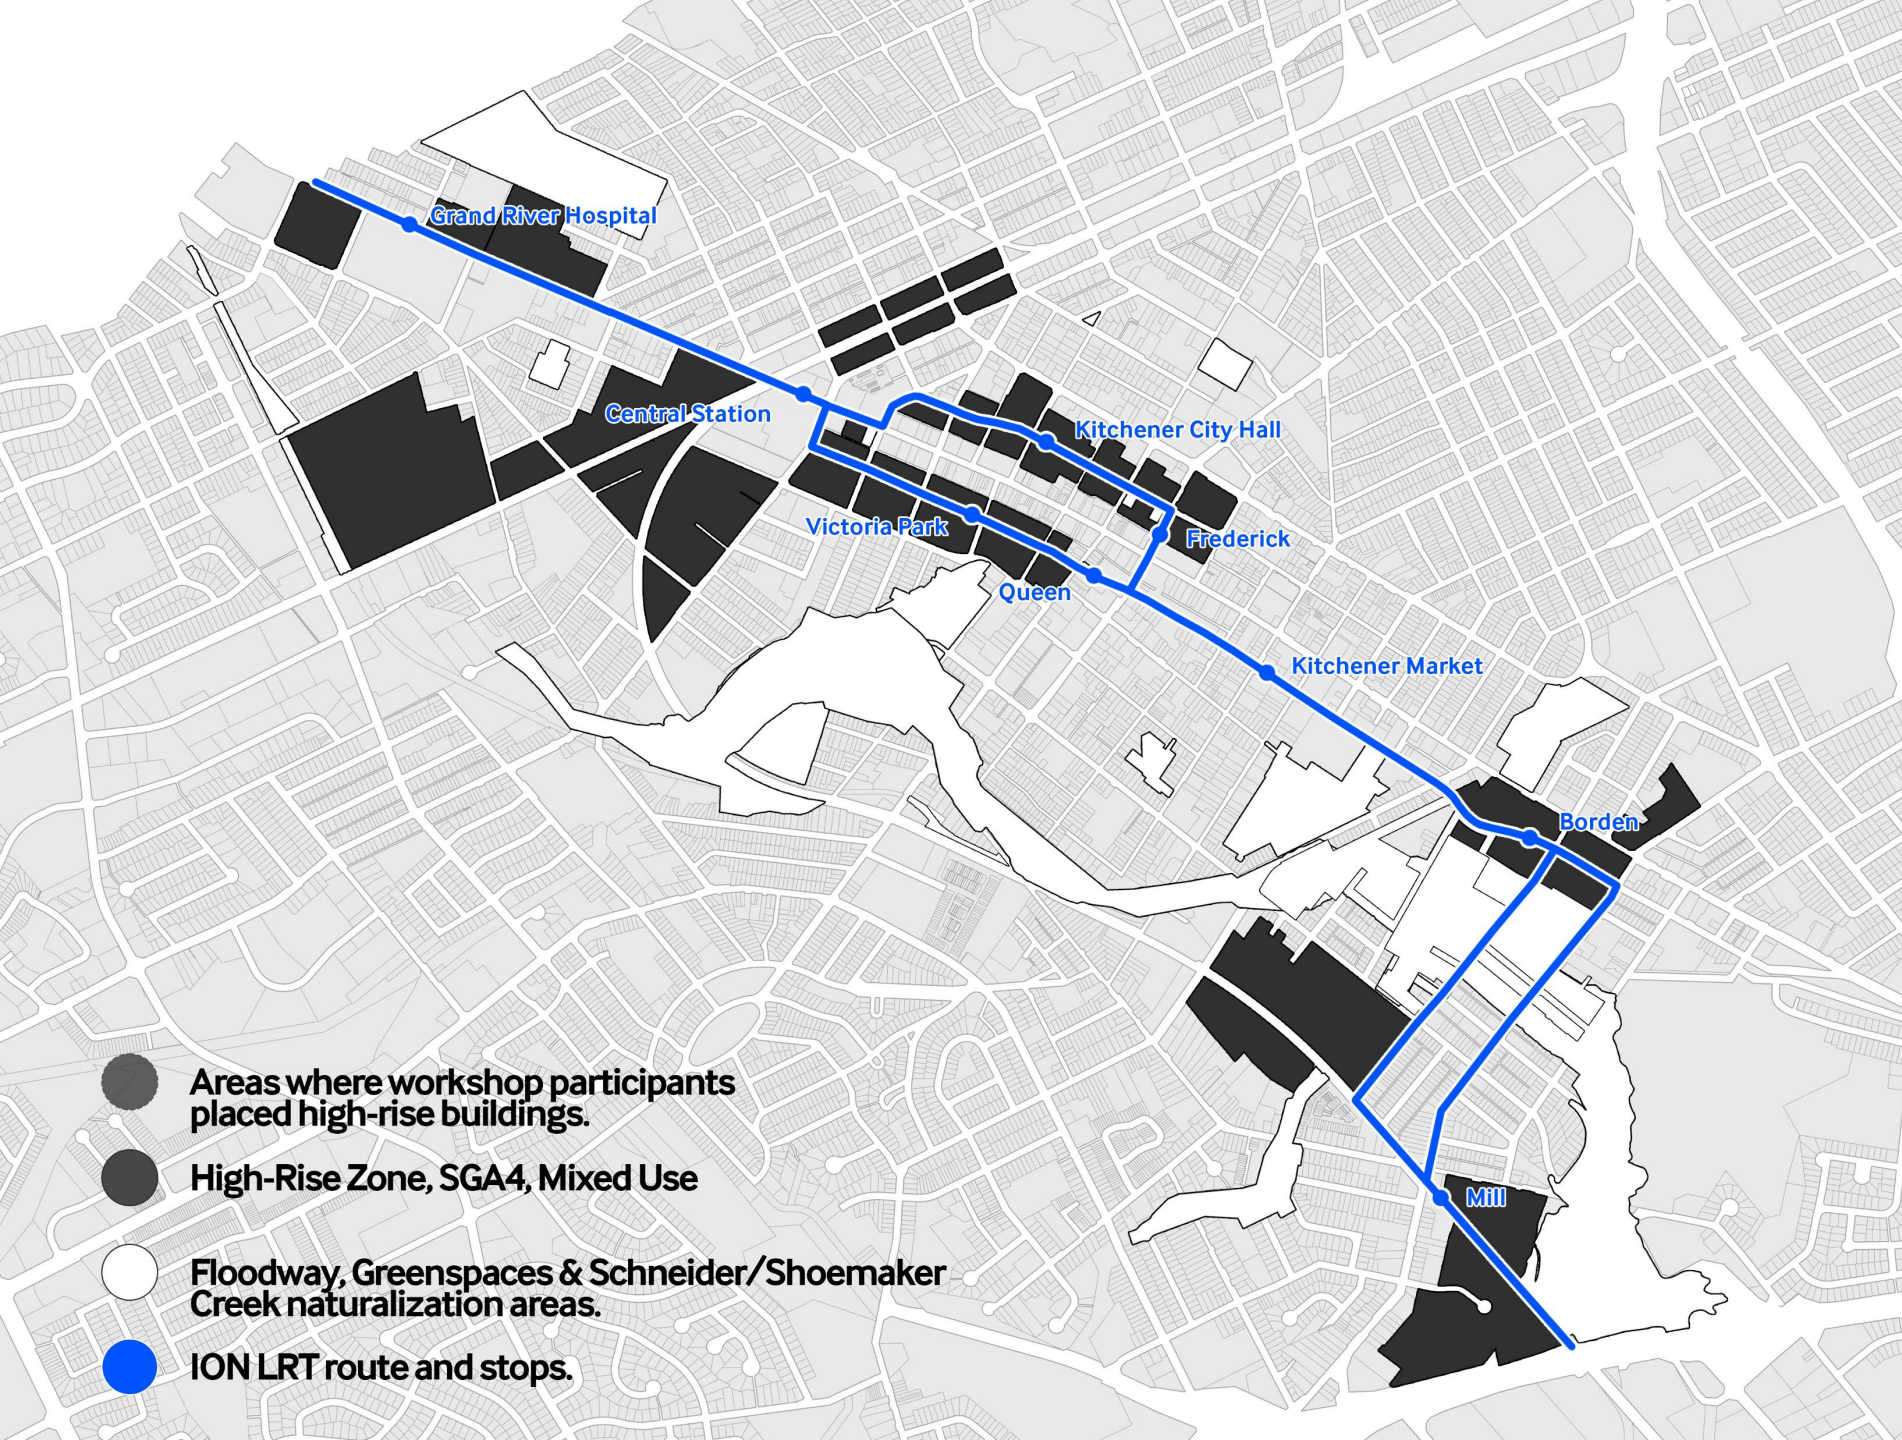 Grand River Hospital
Central Station
Kitchener City Hall
Victoria Park
Frederick
Queen
Kitchener Market
Borden
Mill
Areas where workshop participants
placed high-rise buildings.
High-Rise Zone, SGA4, Mixed Use
Floodway, Greenspaces & Schneider/Shoemaker
Creek naturalization areas.
ION LRT route and stops.